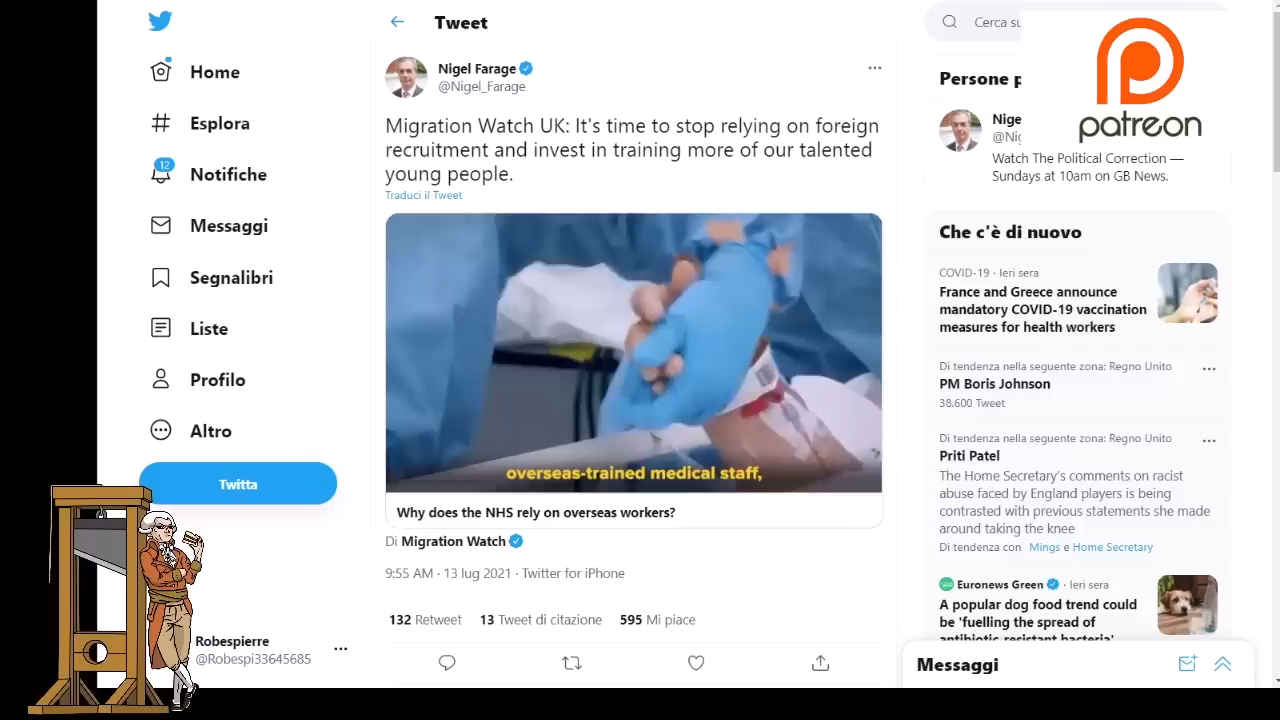 Home
Esplora
12
Notifiche
Messaggi
Segnalibri
Liste
Profilo
Altro
Twitta
Robespierre
@Robespi33645685
Tweet
Nigel Farage
@Nigel_Farage
Migration Watch UK: It's time to stop relying on foreign
recruitment and invest in training more of our talented
young people.
Traduci il Tweet
overseas-trained medical staff,
Why does the NHS rely on overseas workers?
Di Migration Watch
9:55 AM · 13 lug 2021 · Twitter for iPhone
132 Retweet 13 Tweet di citazione 595 Mi piace
Cerca su
patreon
Persone p
Nige
@Nig
Watch The Political Correction —
Sundays at 10am on GB News.
Che c'è di nuovo
COVID-19 · Ieri sera
France and Greece announce
mandatory COVID-19 vaccination
measures for health workers
Di tendenza nella seguente zona: Regno Unito
PM Boris Johnson
38.600 Tweet
Di tendenza nella seguente zona: Regno Unito
Priti Patel
The Home Secretary's comments on racist
abuse faced by England players is being
contrasted with previous statements she made
around taking the knee
Di tendenza con Mings e Home Secretary
Euronews Green · Ieri sera
A popular dog food trend could
be 'fuelling the spread of
antibiotic-resistant bacteria'
Messaggi